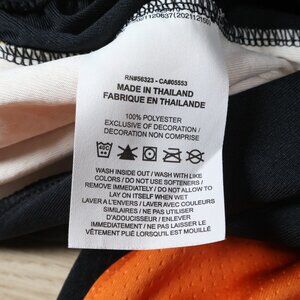 RN#56323 - CA#05553
MADE IN THAILAND
FABRIQUE EN THAILANDE
100% POLYESTER
EXCLUSIVE OF DECORATION /
DECORATION NON COMPRISE
WASH INSIDE OUT / WASH WITH LIKE
COLORS / DO NOT USE SOFTENERS /
REMOVE IMMEDIATELY / DO NOT ALLOW TO
LAY ON ITSELF WHEN WET
LAVER A L'ENVERS / LAVER AVEC COULEURS
SIMILAIRES / NE PAS UTILISER
D'ADOUCISSEUR / ENLEVER
IMMÉDIATEMENT / NE PAS LAISSER LE
VÊTEMENT PLIÉ LORSQU'IL EST MOUILLÉ